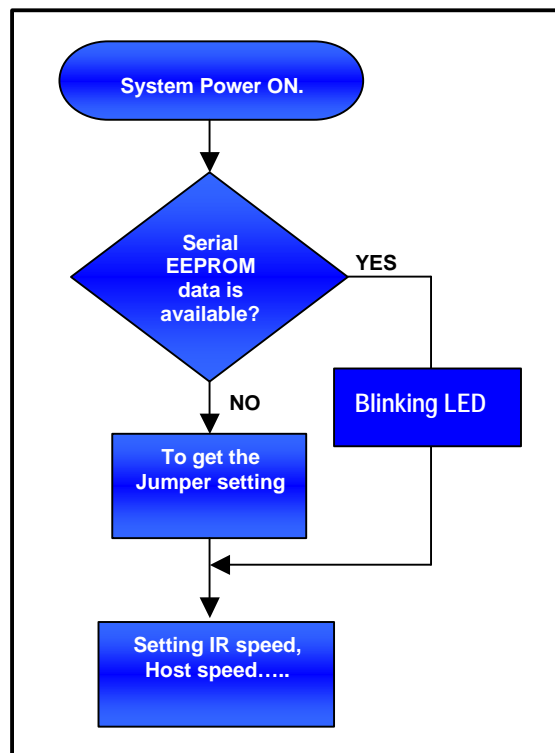 System Power ON.
Serial
EEPROM
data is
available?
YES
NO
Blinking LED
To get the
Jumper setting
Setting IR speed,
Host speed…..